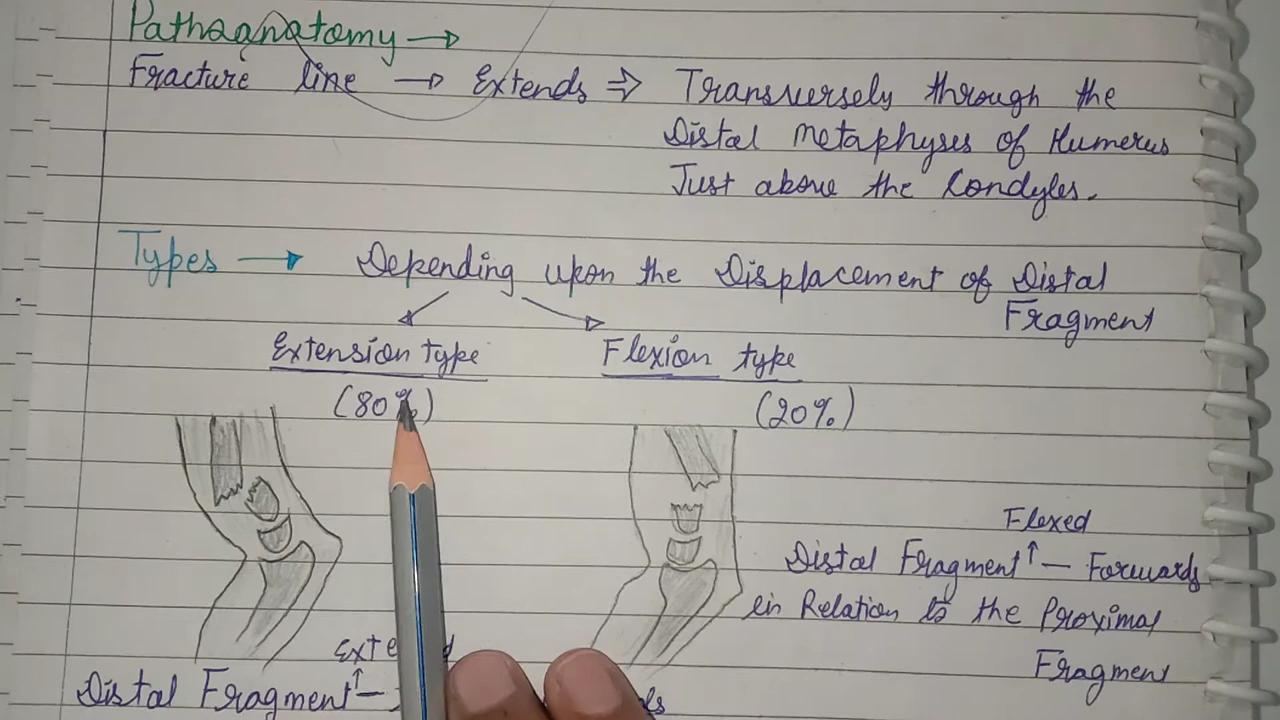 Pathoanatomy →
Fracture line → Extends ⇒ Transversely through the
Distal metaphyses of Humerus
Just above the Condyles.
Types → Depending upon the Displacement of Distal
Fragment
Extension type Flexion type
(80%) (20%)
Flexed
Distal Fragment ↑ — Forwards
in Relation to the Proximal
Fragment
Distal Fragment ↑ —